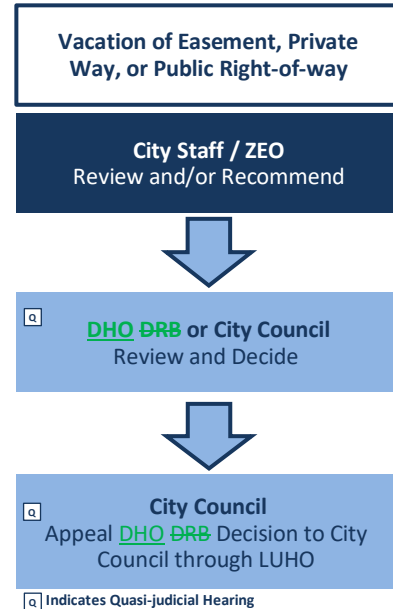 Vacation of Easement, Private
Way, or Public Right-of-way
City Staff / ZEO
Review and/or Recommend
Q
DHO DRB or City Council
Review and Decide
Q
City Council
Appeal DHO DRB Decision to City
Council through LUHO
Q Indicates Quasi-judicial Hearing